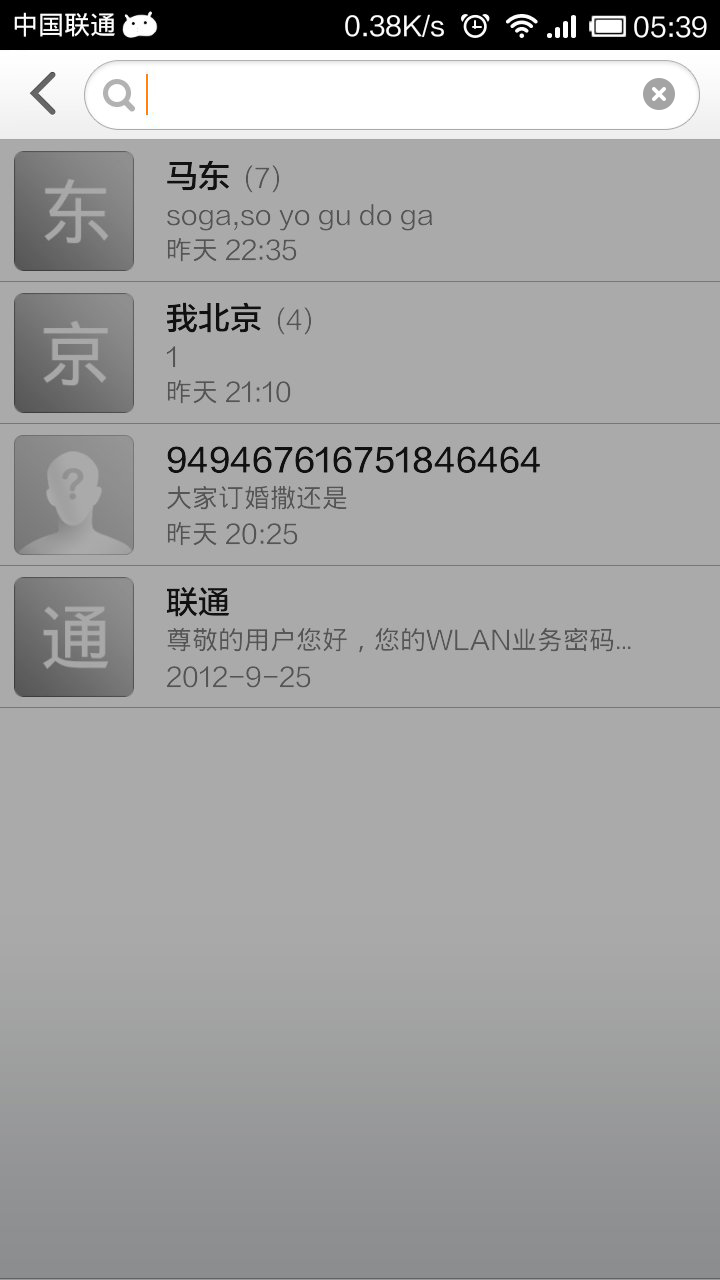 中国联通 0.38K/s 05:39
东
马东 (7)
soga,so yo gu do ga
昨天 22:35
京
我北京 (4)
1
昨天 21:10
?
949467616751846464
大家订婚撒还是
昨天 20:25
通
联通
尊敬的用户您好，您的WLAN业务密码...
2012-9-25